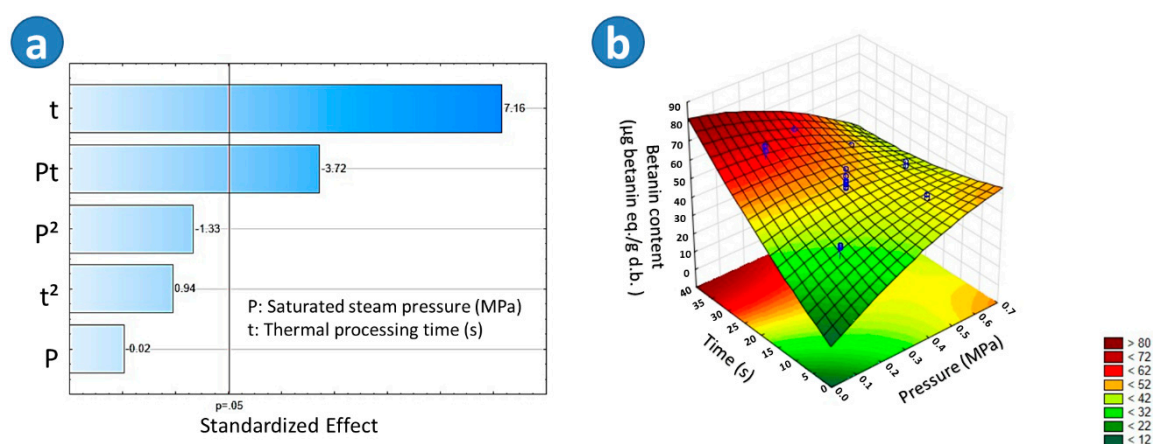 a
t
7.16
Pt
-3.72
P²
-1.33
t²
0.94
P
-0.02
P: Saturated steam pressure (MPa)
t: Thermal processing time (s)
p=.05
Standardized Effect
b
Betanin content
(µg betanin eq./g d.b. )
90
80
70
60
50
40
30
20
10
0
40
35
30
25
20
15
10
5
0
Time (s)
0.0
0.1
0.2
0.3
0.4
0.5
0.6
0.7
Pressure (MPa)
> 80
< 72
< 62
< 52
< 42
< 32
< 22
< 12